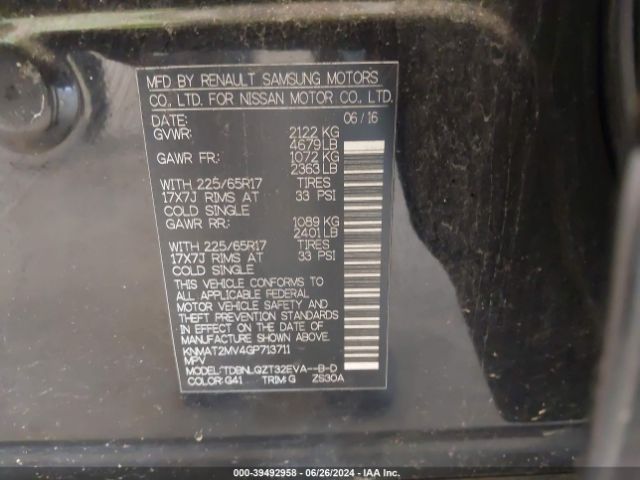 MFD BY RENAULT SAMSUNG MOTORS
CO., LTD. FOR NISSAN MOTOR CO., LTD.
DATE: 06/16
GVWR: 2122 KG
4679 LB
GAWR FR: 1072 KG
2363 LB
WITH 225/65R17 TIRES
17X7J RIMS AT 33 PSI
COLD SINGLE
GAWR RR: 1089 KG
2401 LB
WITH 225/65R17 TIRES
17X7J RIMS AT 33 PSI
COLD SINGLE
THIS VEHICLE CONFORMS TO
ALL APPLICABLE FEDERAL
MOTOR VEHICLE SAFETY AND
THEFT PREVENTION STANDARDS
IN EFFECT ON THE DATE OF
MANUFACTURE SHOWN ABOVE.
KNMAT2MV4GP713711
MPV
MODEL:TDBNLGZT32EVA--B-D
COLOR:G41 TRIM:G ZS30A
000-39492958 - 06/26/2024 - IAA Inc.